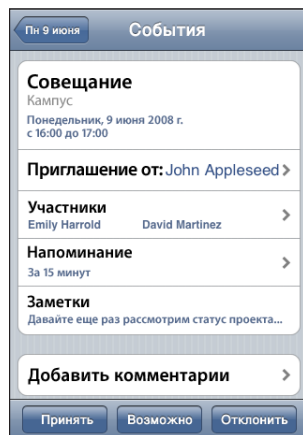 Пн 9 июня
События
Совещание
Кампус
Понедельник, 9 июня 2008 г.
с 16:00 до 17:00
Приглашение от: John Appleseed
Участники
Emily Harrold David Martinez
Напоминание
За 15 минут
Заметки
Давайте еще раз рассмотрим статус проекта...
Добавить комментарии
Принять Возможно Отклонить